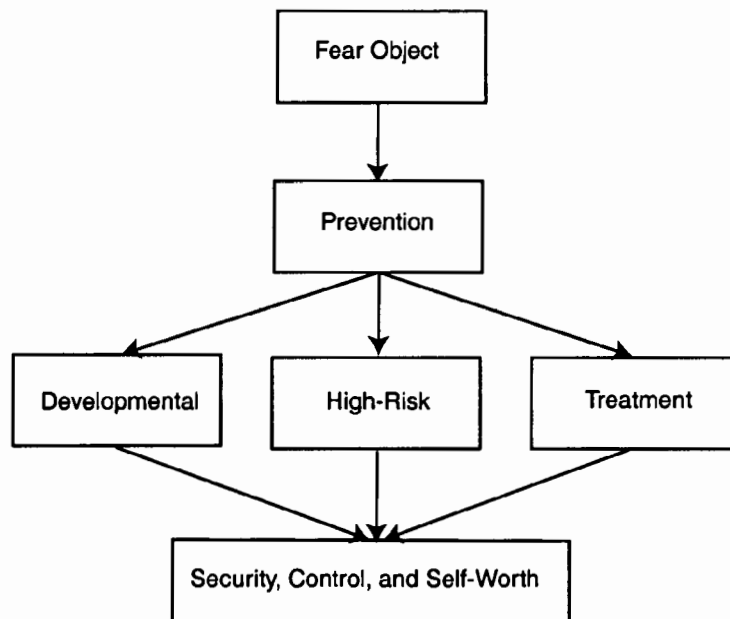 Fear Object
Prevention
Developmental
High-Risk
Treatment
Security, Control, and Self-Worth